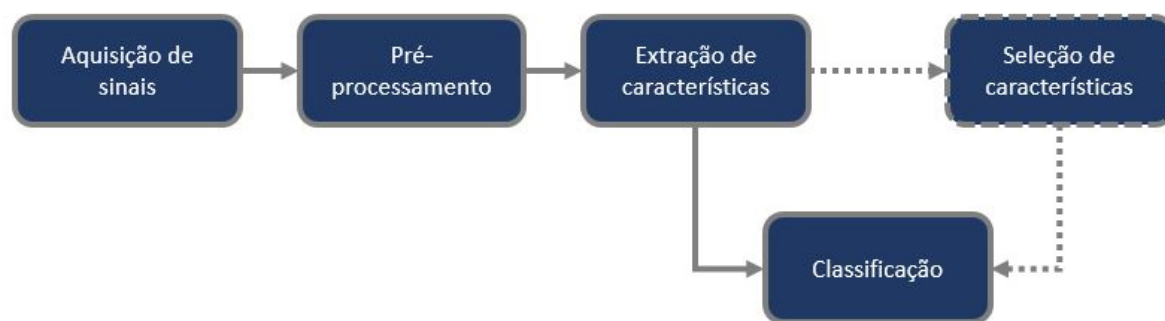 Aquisição de
sinais
Pré-
processamento
Extração de
características
Seleção de
características
Classificação